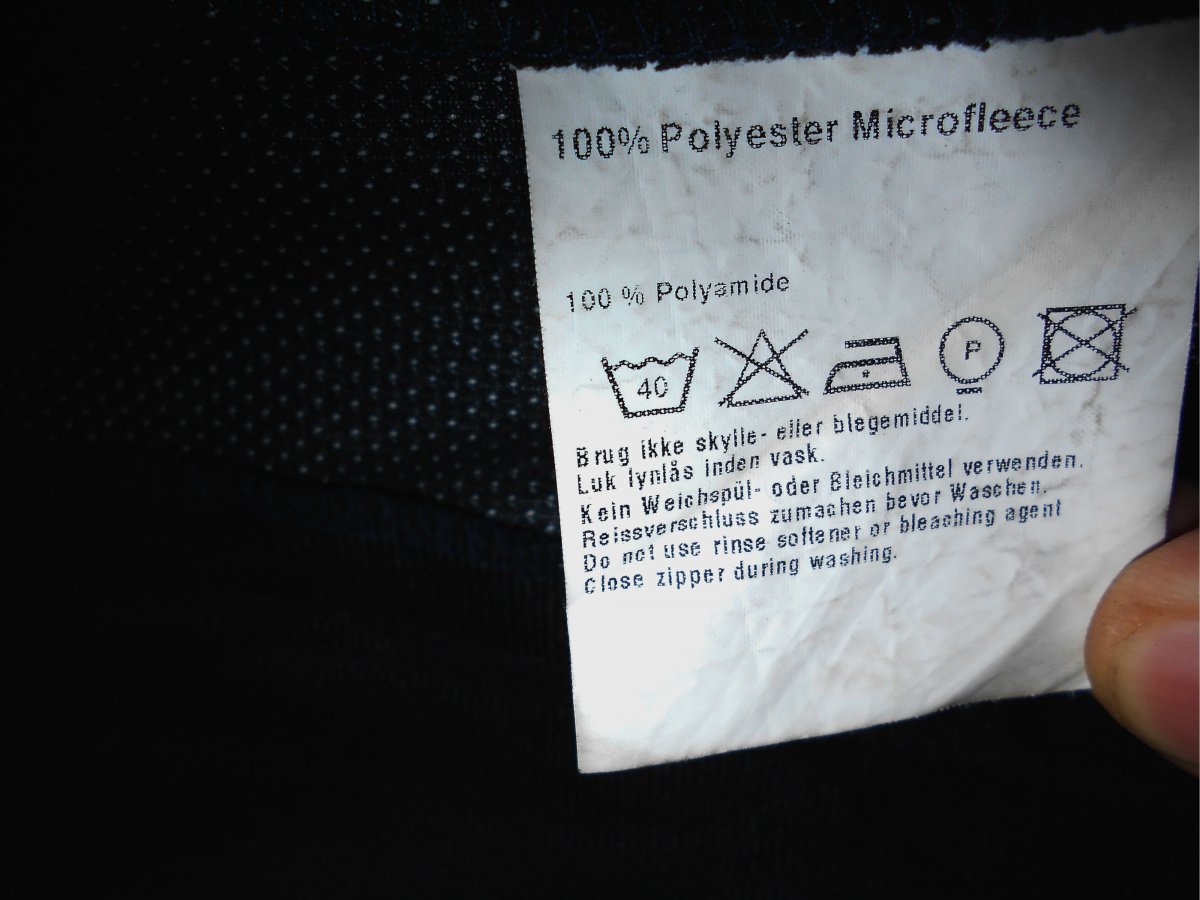 100% Polyester Microfleece
100 % Polyamide
40 P
Brug ikke skylle- eller blegemiddel.
Luk lynlås inden vask.
Kein Weichspül- oder Bleichmittel verwenden.
Reissverschluss zumachen bevor Waschen.
Do not use rinse softener or bleaching agent
Close zipper during washing.